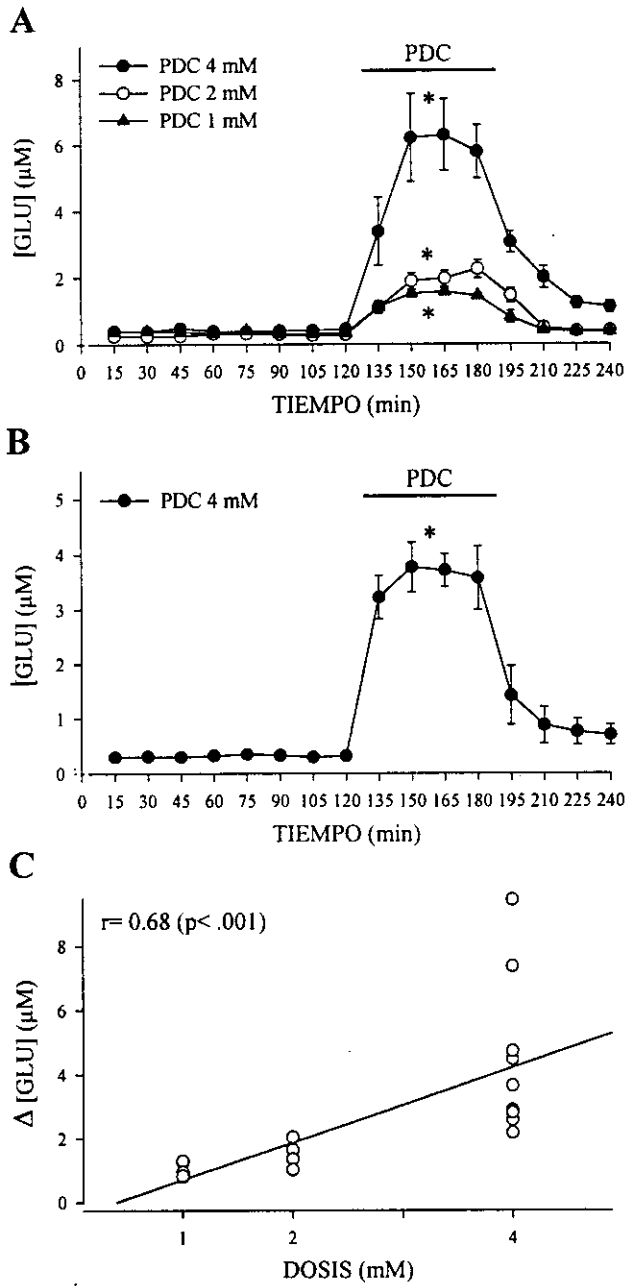 A
PDC
PDC 4 mM
PDC 2 mM
PDC 1 mM
*
*
*
[GLU] (µM)
8
6
4
2
0
0 15 30 45 60 75 90 105 120 135 150 165 180 195 210 225 240
TIEMPO (min)
B
PDC
PDC 4 mM
*
[GLU] (µM)
5
4
3
2
1
0
0 15 30 45 60 75 90 105 120 135 150 165 180 195 210 225 240
TIEMPO (min)
C
r= 0.68 (p< .001)
Δ [GLU] (µM)
8
6
4
2
0
1 2 4
DOSIS (mM)